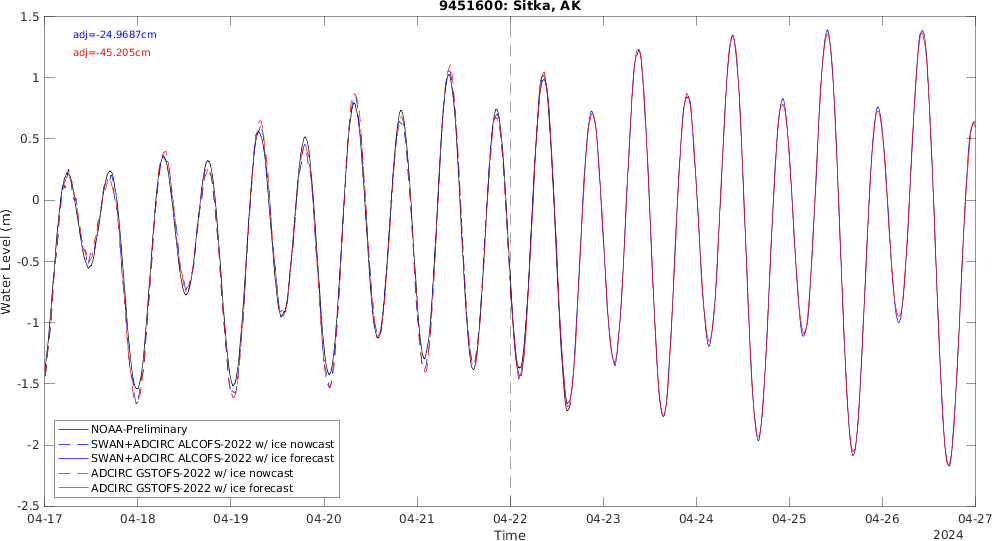 9451600: Sitka, AK
adj=-24.9687cm
adj=-45.205cm
1.5
1
0.5
0
-0.5
-1
-1.5
-2
-2.5
Water Level (m)
NOAA-Preliminary
SWAN+ADCIRC ALCOFS-2022 w/ ice nowcast
SWAN+ADCIRC ALCOFS-2022 w/ ice forecast
ADCIRC GSTOFS-2022 w/ ice nowcast
ADCIRC GSTOFS-2022 w/ ice forecast
04-17 04-18 04-19 04-20 04-21 04-22 04-23 04-24 04-25 04-26 04-27
Time
2024